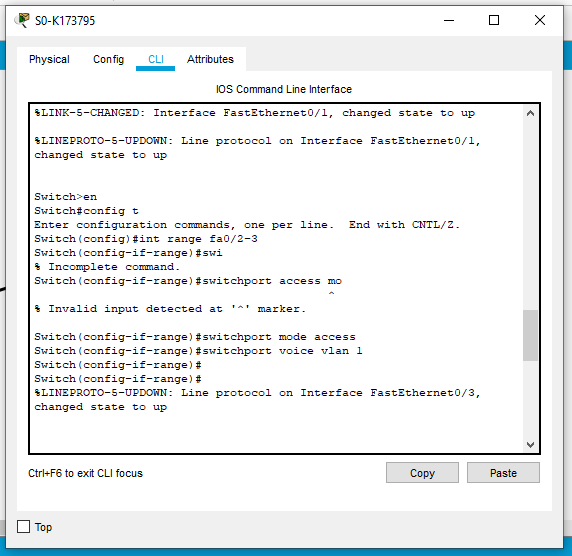 S0-K173795
Physical Config CLI Attributes
IOS Command Line Interface
%LINK-5-CHANGED: Interface FastEthernet0/1, changed state to up
%LINEPROTO-5-UPDOWN: Line protocol on Interface FastEthernet0/1,
changed state to up
Switch>en
Switch#config t
Enter configuration commands, one per line.  End with CNTL/Z.
Switch(config)#int range fa0/2-3
Switch(config-if-range)#swi
% Incomplete command.
Switch(config-if-range)#switchport access mo
^
% Invalid input detected at '^' marker.
Switch(config-if-range)#switchport mode access
Switch(config-if-range)#switchport voice vlan 1
Switch(config-if-range)#
Switch(config-if-range)#
%LINEPROTO-5-UPDOWN: Line protocol on Interface FastEthernet0/3,
changed state to up
Ctrl+F6 to exit CLI focus Copy Paste
Top